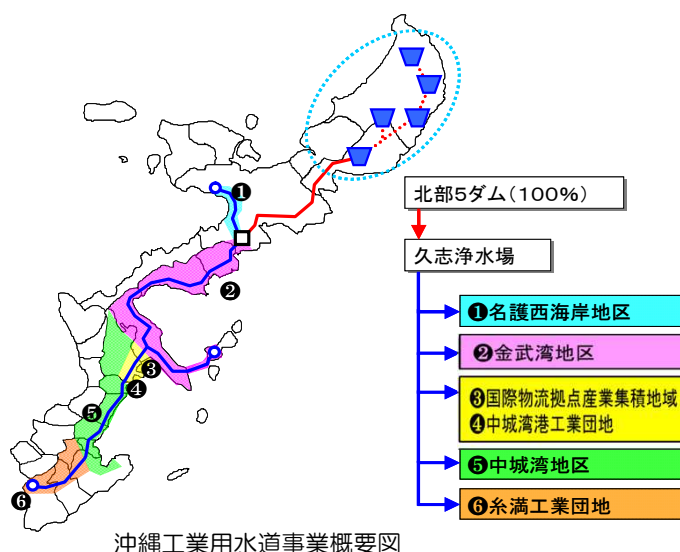 ❶
❷
❸
❹
❺
❻
北部5ダム(100%)
久志浄水場
❶名護西海岸地区
❷金武湾地区
❸国際物流拠点産業集積地域
❹中城湾港工業団地
❺中城湾地区
❻糸満工業団地
沖縄工業用水道事業概要図